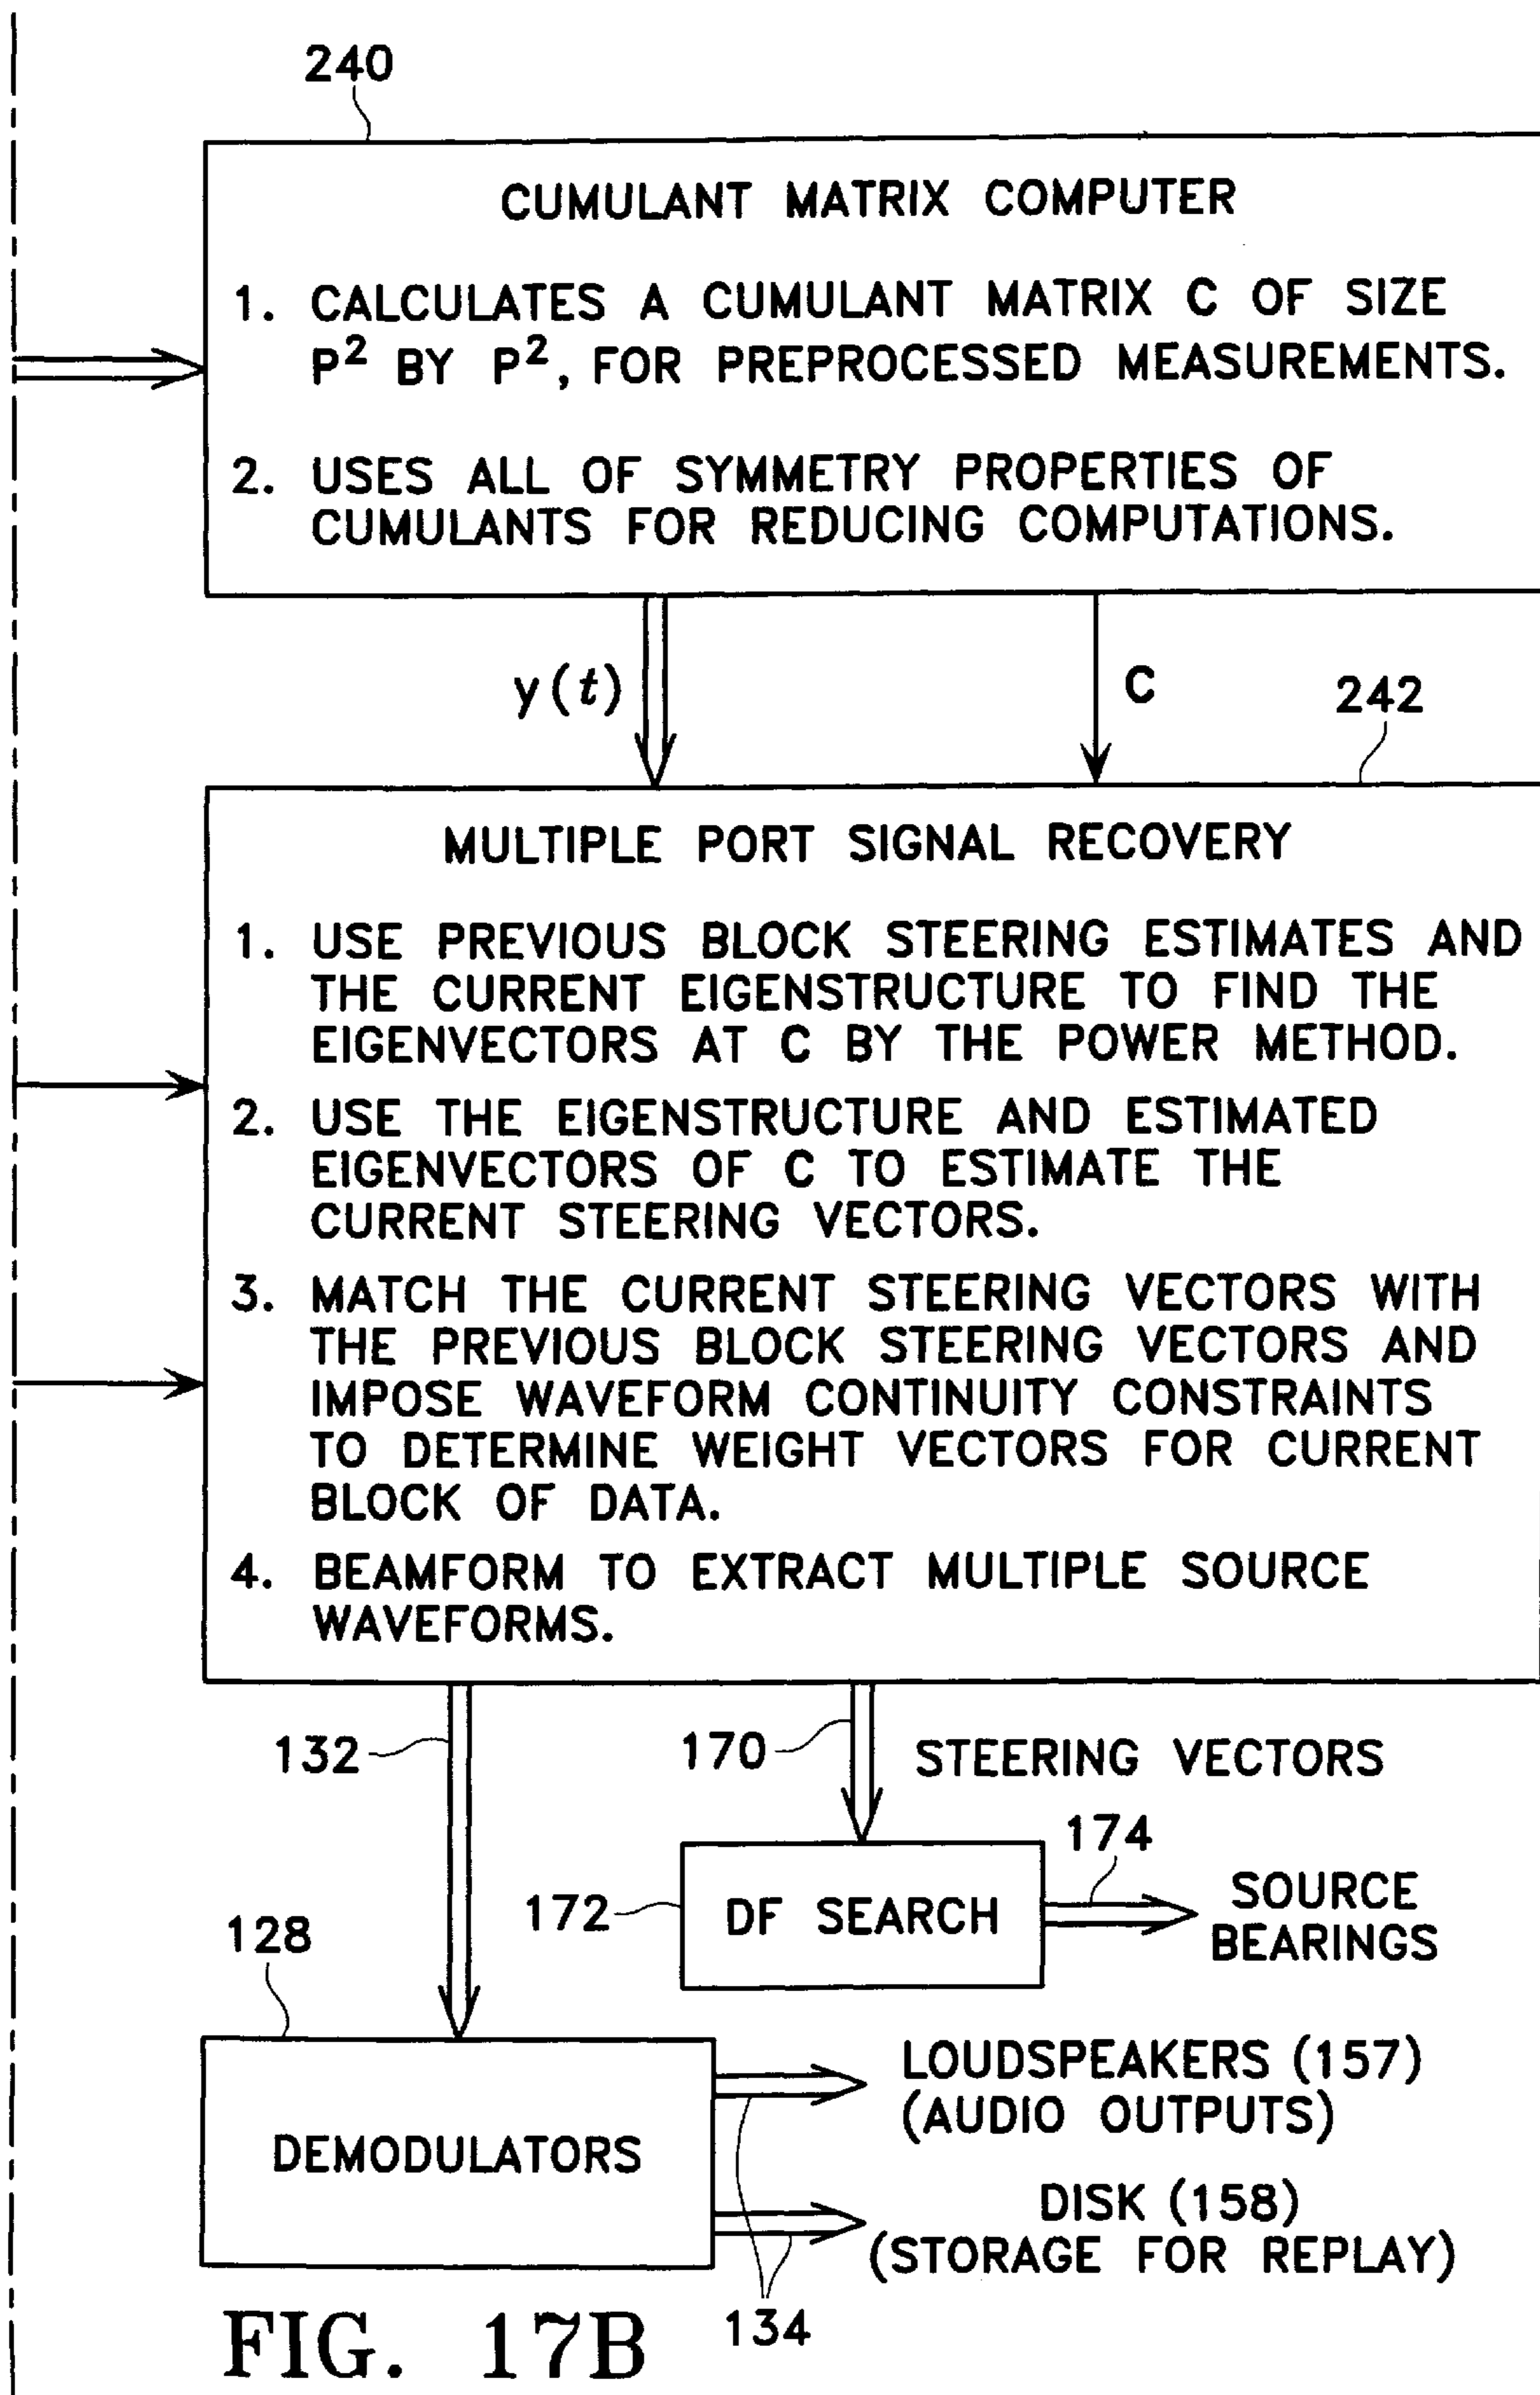 240
CUMULANT MATRIX COMPUTER
1. CALCULATES A CUMULANT MATRIX C OF SIZE
P² BY P², FOR PREPROCESSED MEASUREMENTS.
2. USES ALL OF SYMMETRY PROPERTIES OF
CUMULANTS FOR REDUCING COMPUTATIONS.
y(t)
C
242
MULTIPLE PORT SIGNAL RECOVERY
1. USE PREVIOUS BLOCK STEERING ESTIMATES AND
THE CURRENT EIGENSTRUCTURE TO FIND THE
EIGENVECTORS AT C BY THE POWER METHOD.
2. USE THE EIGENSTRUCTURE AND ESTIMATED
EIGENVECTORS OF C TO ESTIMATE THE
CURRENT STEERING VECTORS.
3. MATCH THE CURRENT STEERING VECTORS WITH
THE PREVIOUS BLOCK STEERING VECTORS AND
IMPOSE WAVEFORM CONTINUITY CONSTRAINTS
TO DETERMINE WEIGHT VECTORS FOR CURRENT
BLOCK OF DATA.
4. BEAMFORM TO EXTRACT MULTIPLE SOURCE
WAVEFORMS.
132
170
STEERING VECTORS
174
172
DF SEARCH
SOURCE
BEARINGS
128
DEMODULATORS
LOUDSPEAKERS (157)
(AUDIO OUTPUTS)
DISK (158)
(STORAGE FOR REPLAY)
134
FIG. 17B